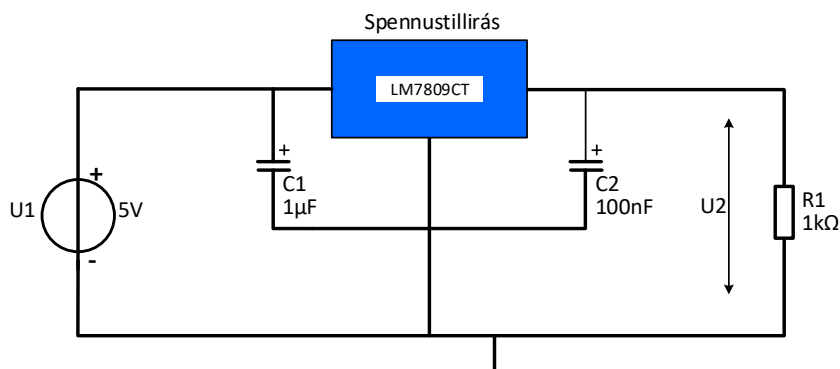 Spennustillirás
LM7809CT
+
U1
5V
-
+
C1
1µF
+
C2
100nF
U2
R1
1kΩ